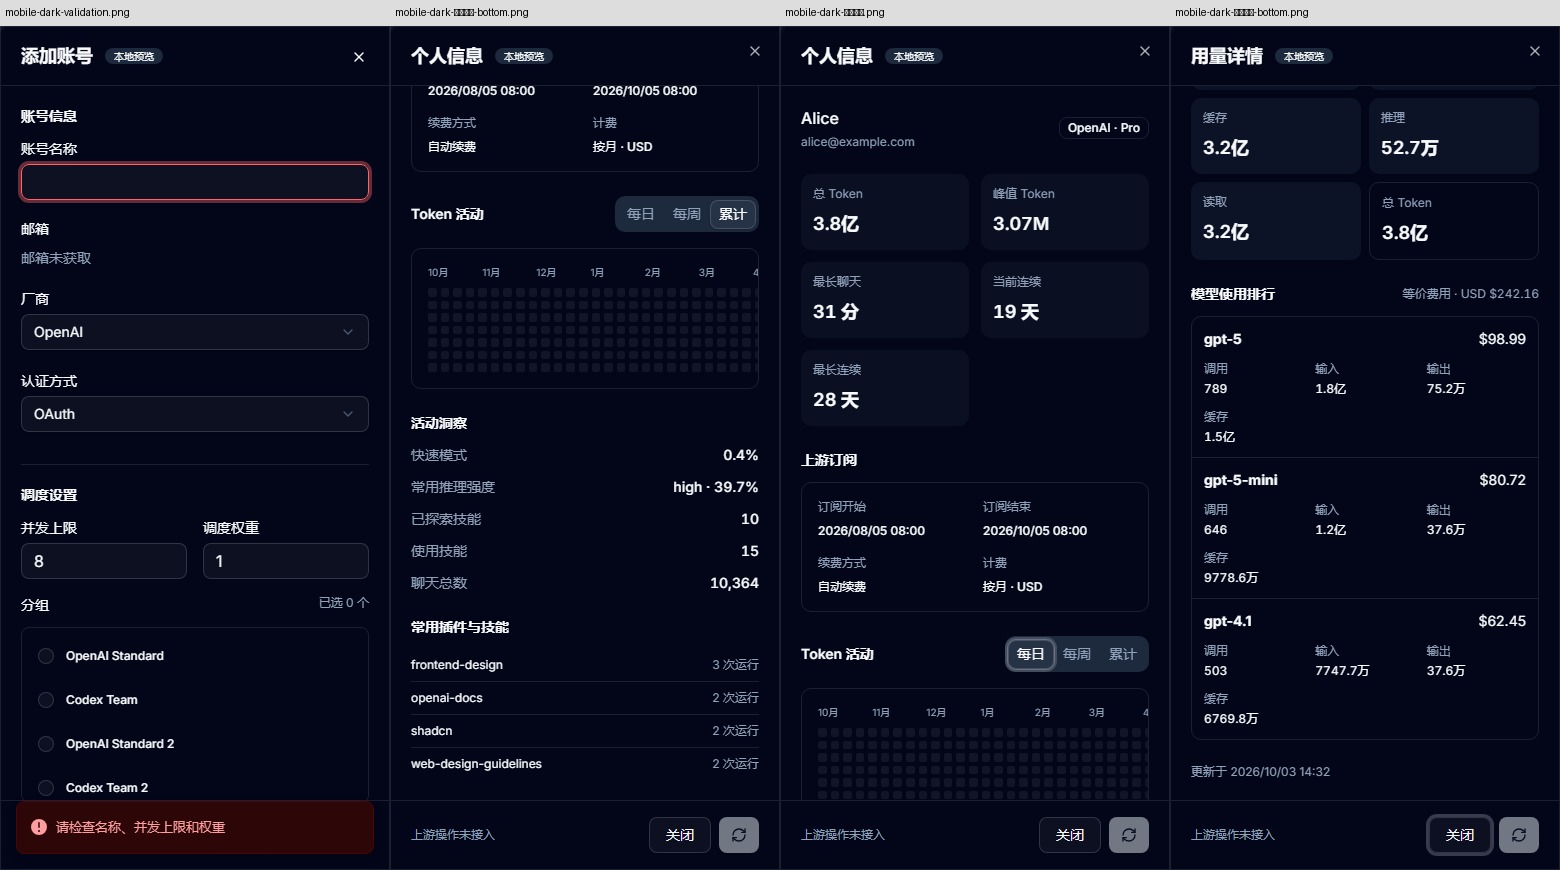 mobile-dark-validation.png
添加账号
本地预览
账号信息
账号名称
邮箱
邮箱未获取
厂商
OpenAI
认证方式
OAuth
调度设置
并发上限
调度权重
8
1
分组
已选 0 个
OpenAI Standard
Codex Team
OpenAI Standard 2
Codex Team 2
请检查名称、并发上限和权重
mobile-dark-□□□□-bottom.png
个人信息
本地预览
2026/08/05 08:00
2026/10/05 08:00
续费方式
计费
自动续费
按月 · USD
Token 活动
每日
每周
累计
10月
11月
12月
1月
2月
3月
4
活动洞察
快速模式
0.4%
常用推理强度
high · 39.7%
已探索技能
10
使用技能
15
聊天总数
10,364
常用插件与技能
frontend-design
3 次运行
openai-docs
2 次运行
shadcn
2 次运行
web-design-guidelines
2 次运行
上游操作未接入
关闭
mobile-dark-□□□□.png
个人信息
本地预览
Alice
alice@example.com
OpenAI · Pro
总 Token
3.8亿
峰值 Token
3.07M
最长聊天
31 分
当前连续
19 天
最长连续
28 天
上游订阅
订阅开始
订阅结束
2026/08/05 08:00
2026/10/05 08:00
续费方式
计费
自动续费
按月 · USD
Token 活动
每日
每周
累计
10月
11月
12月
1月
2月
3月
4
上游操作未接入
关闭
mobile-dark-□□□□-bottom.png
用量详情
本地预览
缓存
3.2亿
推理
52.7万
读取
3.2亿
总 Token
3.8亿
模型使用排行
等价费用 · USD $242.16
gpt-5
$98.99
调用
输入
输出
789
1.8亿
75.2万
缓存
1.5亿
gpt-5-mini
$80.72
调用
输入
输出
646
1.2亿
37.6万
缓存
9778.6万
gpt-4.1
$62.45
调用
输入
输出
503
7747.7万
37.6万
缓存
6769.8万
更新于 2026/10/03 14:32
上游操作未接入
关闭